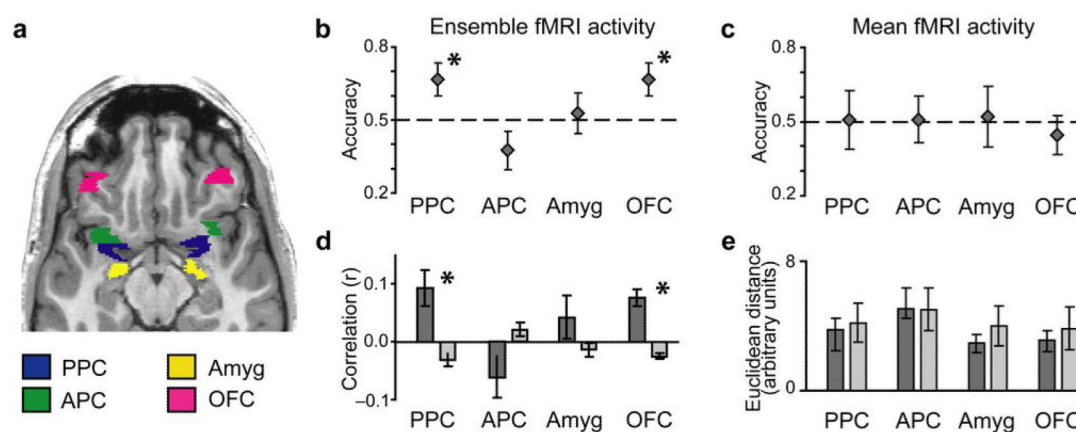 a
PPC
Amyg
APC
OFC
b
Ensemble fMRI activity
Accuracy
0.8
0.5
0.2
*
*
PPC
APC
Amyg
OFC
c
Mean fMRI activity
Accuracy
0.8
0.5
0.2
PPC
APC
Amyg
OFC
d
Correlation (r)
0.1
0.0
–0.1
*
*
PPC
APC
Amyg
OFC
e
Euclidean distance
(arbitrary units)
8
0
PPC
APC
Amyg
OFC